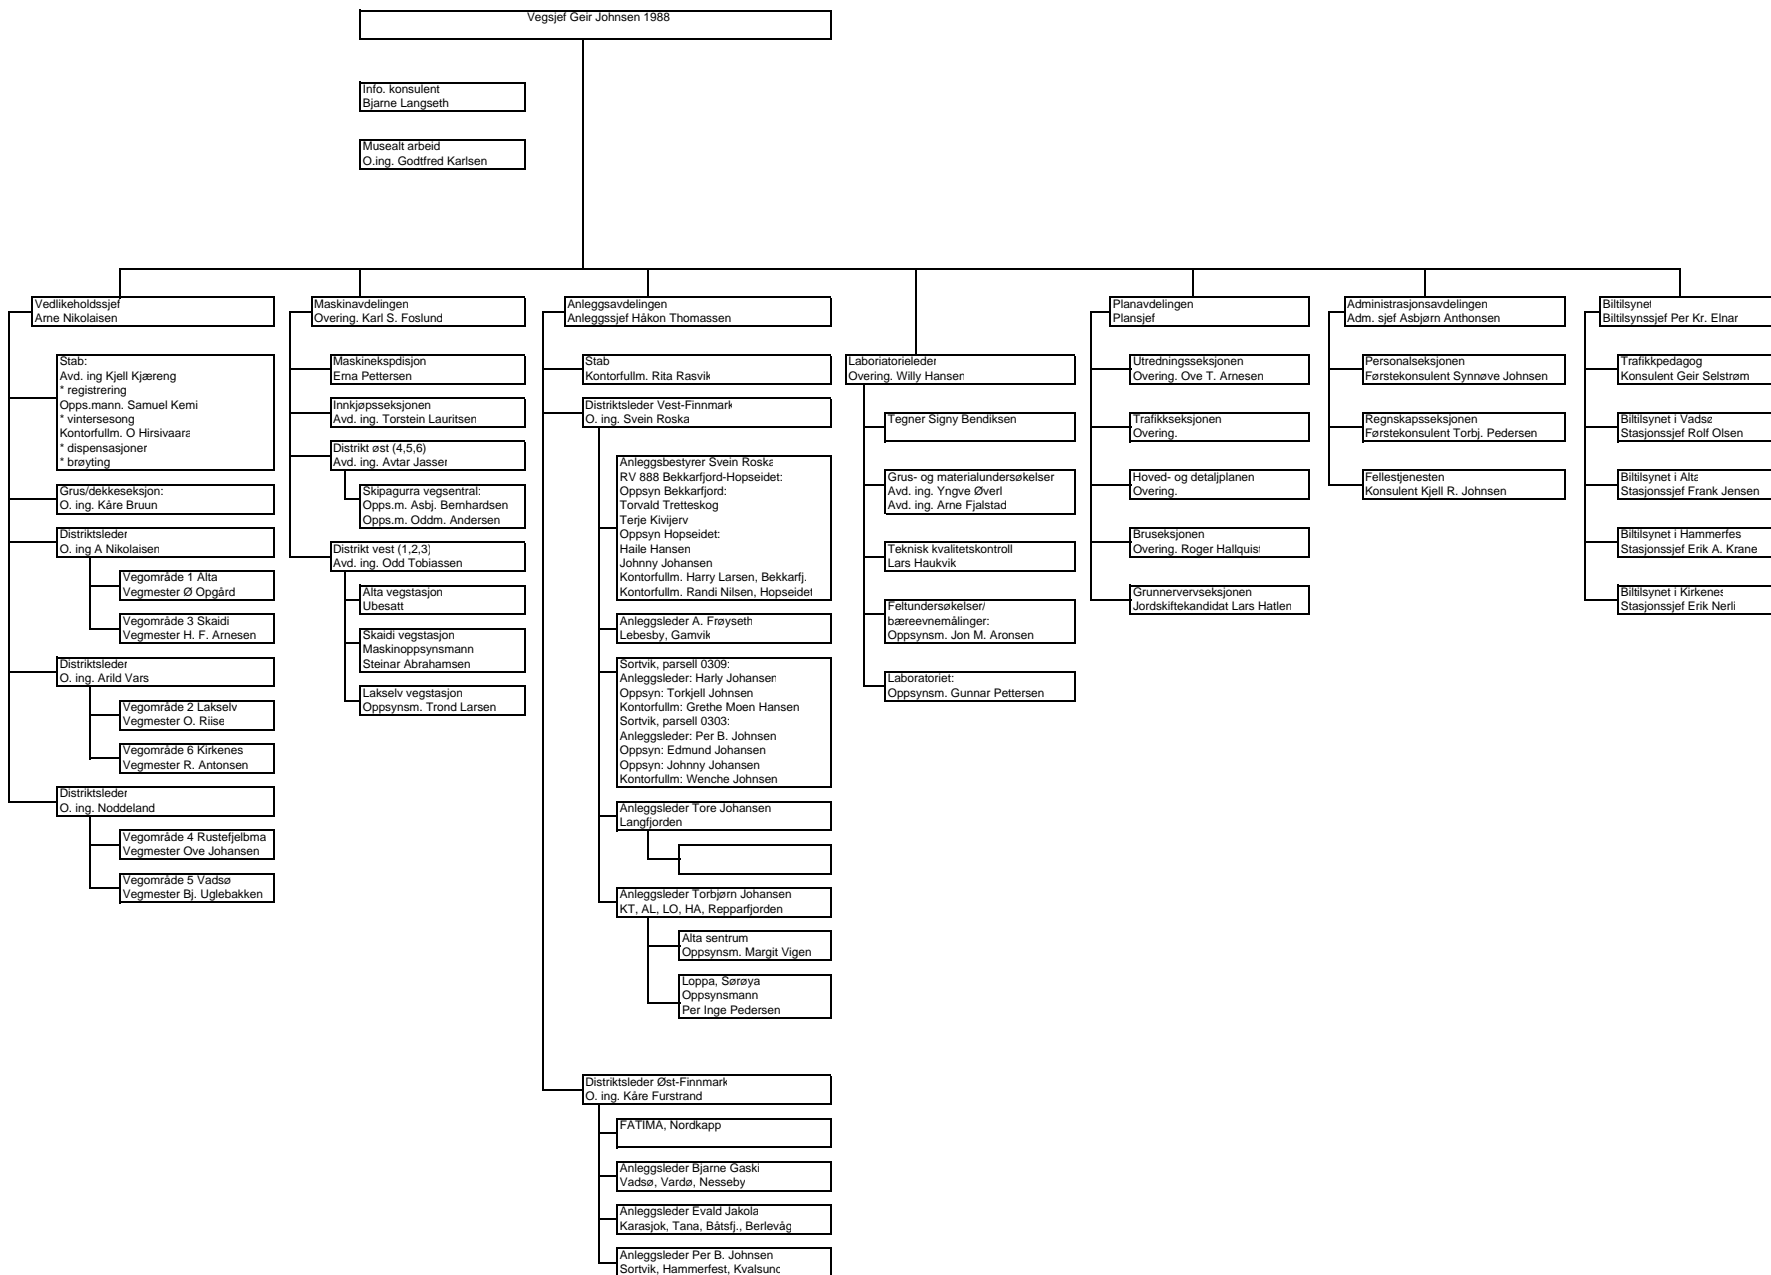 Vegsjef Geir Johnsen 1988
Info. konsulent
Bjarne Langseth
Musealt arbeid
O.ing. Godtfred Karlsen
Vedlikeholdssjef
Arne Nikolaisen
Stab:
Avd. ing Kjell Kjæreng
* registrering
Opps.mann. Samuel Kemi
* vintersesong
Kontorfullm. O Hirsivaara
* dispensasjoner
* brøyting
Grus/dekkeseksjon:
O. ing. Kåre Bruun
Distriktsleder
O. ing A Nikolaisen
Vegområde 1 Alta
Vegmester Ø Opgård
Vegområde 3 Skaidi
Vegmester H. F. Arnesen
Distriktsleder
O. ing. Arild Vars
Vegområde 2 Lakselv
Vegmester O. Riise
Vegområde 6 Kirkenes
Vegmester R. Antonsen
Distriktsleder
O. ing. Noddeland
Vegområde 4 Rustefjelbma
Vegmester Ove Johansen
Vegområde 5 Vadsø
Vegmester Bj. Uglebakken
Maskinavdelingen
Overing. Karl S. Foslund
Maskinekspdisjon
Erna Pettersen
Innkjøpsseksjonen
Avd. ing. Torstein Lauritsen
Distrikt øst (4,5,6)
Avd. ing. Avtar Jasser
Skipagurra vegsentral:
Opps.m. Asbj. Bernhardsen
Opps.m. Oddm. Andersen
Distrikt vest (1,2,3)
Avd. ing. Odd Tobiassen
Alta vegstasjon
Ubesatt
Skaidi vegstasjon
Maskinoppsynsmann
Steinar Abrahamsen
Lakselv vegstasjon
Oppsynsm. Trond Larsen
Anleggsavdelingen
Anleggssjef Håkon Thomassen
Stab
Kontorfullm. Rita Rasvik
Distriktsleder Vest-Finnmark
O. ing. Svein Roska
Anleggsbestyrer Svein Roska
RV 888 Bekkarfjord-Hopseidet:
Oppsyn Bekkarfjord:
Torvald Tretteskog
Terje Kivijerv
Oppsyn Hopseidet:
Haile Hansen
Johnny Johansen
Kontorfullm. Harry Larsen, Bekkarfj.
Kontorfullm. Randi Nilsen, Hopseidet
Anleggsleder A. Frøyseth
Lebesby, Gamvik
Sortvik, parsell 0309:
Anleggsleder: Harly Johansen
Oppsyn: Torkjell Johnsen
Kontorfullm: Grethe Moen Hansen
Sortvik, parsell 0303:
Anleggsleder: Per B. Johnsen
Oppsyn: Edmund Johansen
Oppsyn: Johnny Johansen
Kontorfullm: Wenche Johnsen
Anleggsleder Tore Johansen
Langfjorden
Anleggsleder Torbjørn Johansen
KT, AL, LO, HA, Repparfjorden
Alta sentrum
Oppsynsm. Margit Vigen
Loppa, Sørøya
Oppsynsmann
Per Inge Pedersen
Distriktsleder Øst-Finnmark
O. ing. Kåre Furstrand
FATIMA, Nordkapp
Anleggsleder Bjarne Gaski
Vadsø, Vardø, Nesseby
Anleggsleder Evald Jakola
Karasjok, Tana, Båtsfj., Berlevåg
Anleggsleder Per B. Johnsen
Sortvik, Hammerfest, Kvalsund
Laboriatorieleder
Overing. Willy Hansen
Tegner Signy Bendiksen
Grus- og materialundersøkelser
Avd. ing. Yngve Øverl
Avd. ing. Arne Fjalstad
Teknisk kvalitetskontroll
Lars Haukvik
Feltundersøkelser/
bæreevnemålinger:
Oppsynsm. Jon M. Aronsen
Laboratoriet:
Oppsynsm. Gunnar Pettersen
Planavdelingen
Plansjef
Utredningsseksjonen
Overing. Ove T. Arnesen
Trafikkseksjonen
Overing.
Hoved- og detaljplanen
Overing.
Bruseksjonen
Overing. Roger Hallquist
Grunnervervseksjonen
Jordskiftekandidat Lars Hatlen
Administrasjonsavdelingen
Adm. sjef Asbjørn Anthonsen
Personalseksjonen
Førstekonsulent Synnøve Johnsen
Regnskapsseksjonen
Førstekonsulent Torbj. Pedersen
Fellestjenesten
Konsulent Kjell R. Johnsen
Biltilsynet
Biltilsynssjef Per Kr. Elnar
Trafikkpedagog
Konsulent Geir Selstrøm
Biltilsynet i Vadsø
Stasjonssjef Rolf Olsen
Biltilsynet i Alta
Stasjonssjef Frank Jensen
Biltilsynet i Hammerfes
Stasjonssjef Erik A. Krane
Biltilsynet i Kirkenes
Stasjonssjef Erik Nerli